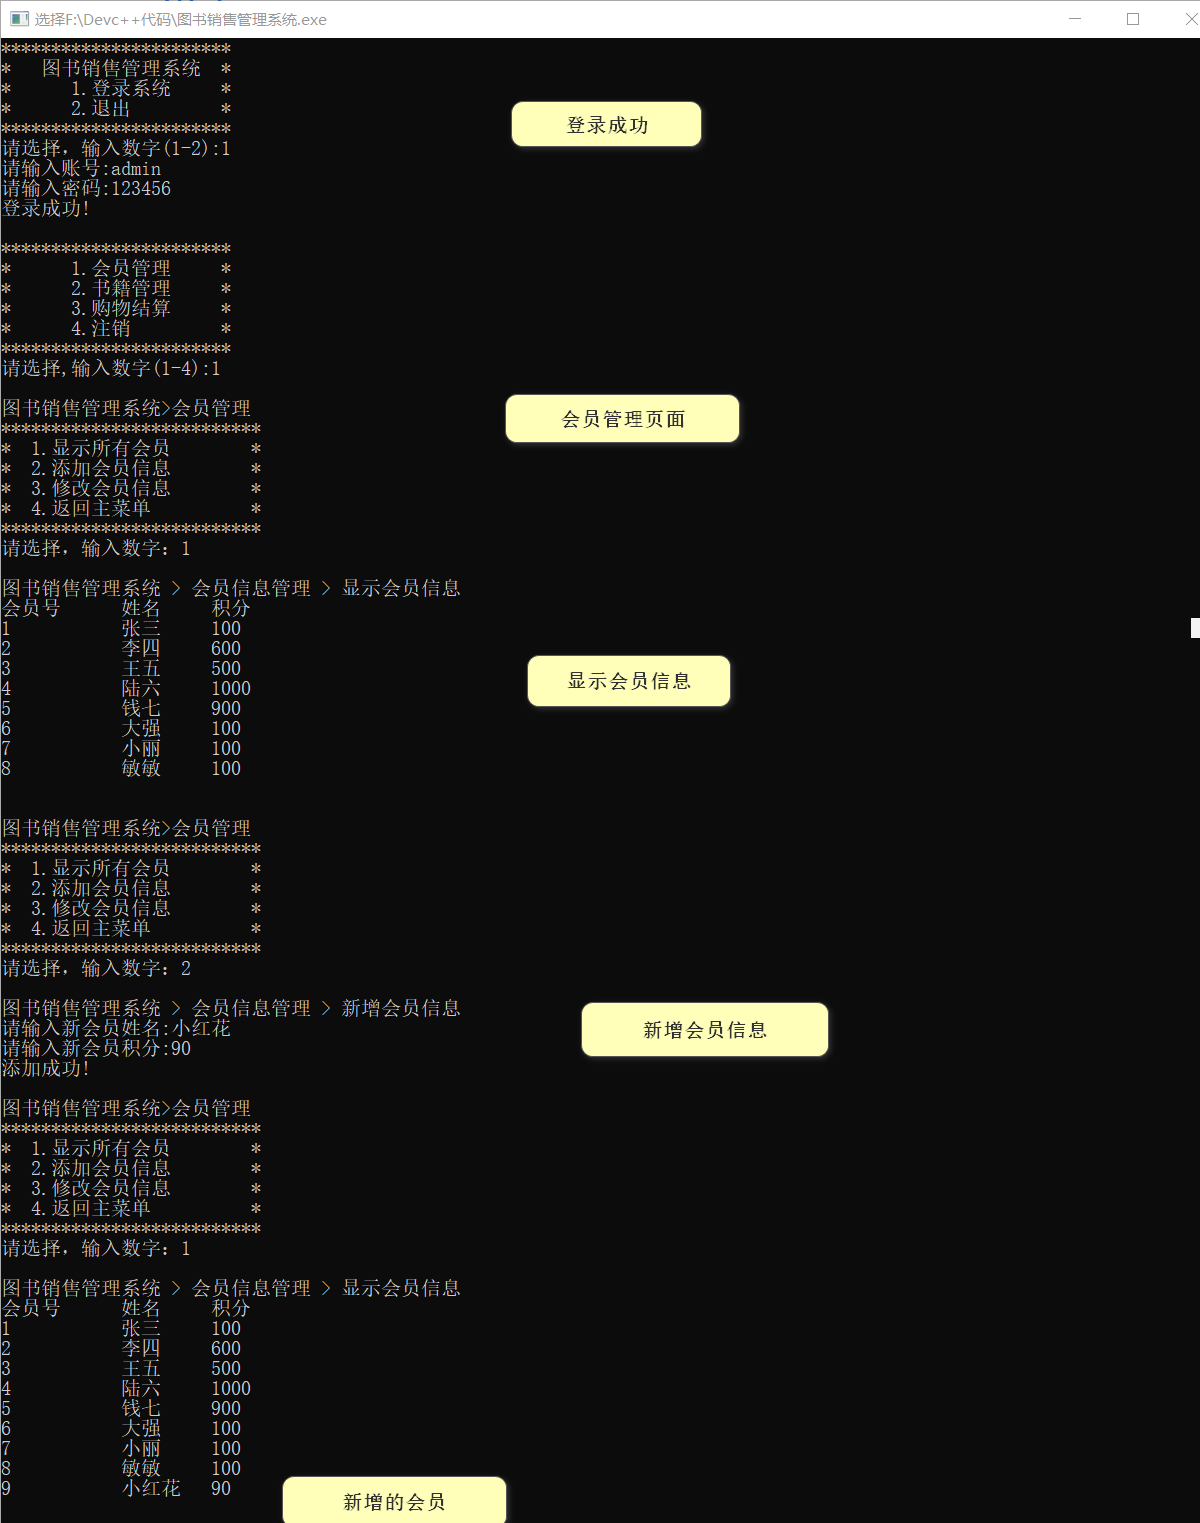 选择F:\Devc++代码\图书销售管理系统.exe
***********************
*   图书销售管理系统  *
*      1.登录系统     *
*      2.退出         *
***********************
登录成功
请选择，输入数字(1-2):1
请输入账号:admin
请输入密码:123456
登录成功!
***********************
*      1.会员管理     *
*      2.书籍管理     *
*      3.购物结算     *
*      4.注销         *
***********************
请选择,输入数字(1-4):1
图书销售管理系统>会员管理
会员管理页面
**************************
*  1.显示所有会员        *
*  2.添加会员信息        *
*  3.修改会员信息        *
*  4.返回主菜单          *
**************************
请选择，输入数字：1
图书销售管理系统 > 会员信息管理 > 显示会员信息
会员号      姓名     积分
1           张三     100
2           李四     600
3           王五     500
4           陆六     1000
显示会员信息
5           钱七     900
6           大强     100
7           小丽     100
8           敏敏     100
图书销售管理系统>会员管理
**************************
*  1.显示所有会员        *
*  2.添加会员信息        *
*  3.修改会员信息        *
*  4.返回主菜单          *
**************************
请选择，输入数字：2
图书销售管理系统 > 会员信息管理 > 新增会员信息
请输入新会员姓名:小红花
新增会员信息
请输入新会员积分:90
添加成功!
图书销售管理系统>会员管理
**************************
*  1.显示所有会员        *
*  2.添加会员信息        *
*  3.修改会员信息        *
*  4.返回主菜单          *
**************************
请选择，输入数字：1
图书销售管理系统 > 会员信息管理 > 显示会员信息
会员号      姓名     积分
1           张三     100
2           李四     600
3           王五     500
4           陆六     1000
5           钱七     900
6           大强     100
7           小丽     100
8           敏敏     100
9           小红花   90
新增的会员